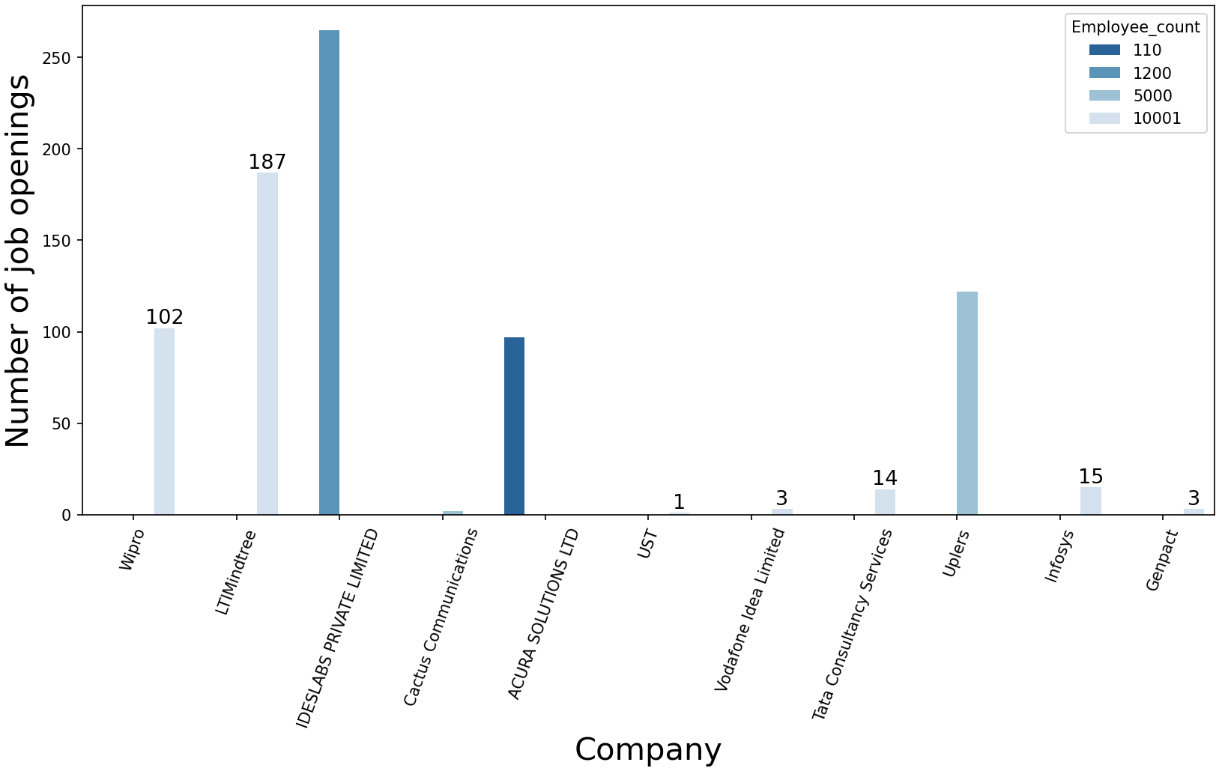 Number of job openings
250
200
150
100
50
0
102
187
1
3
14
15
3
Employee_count
110
1200
5000
10001
Wipro
LTIMindtree
IDESLABS PRIVATE LIMITED
Cactus Communications
ACURA SOLUTIONS LTD
UST
Vodafone Idea Limited
Tata Consultancy Services
Uplers
Infosys
Genpact
Company